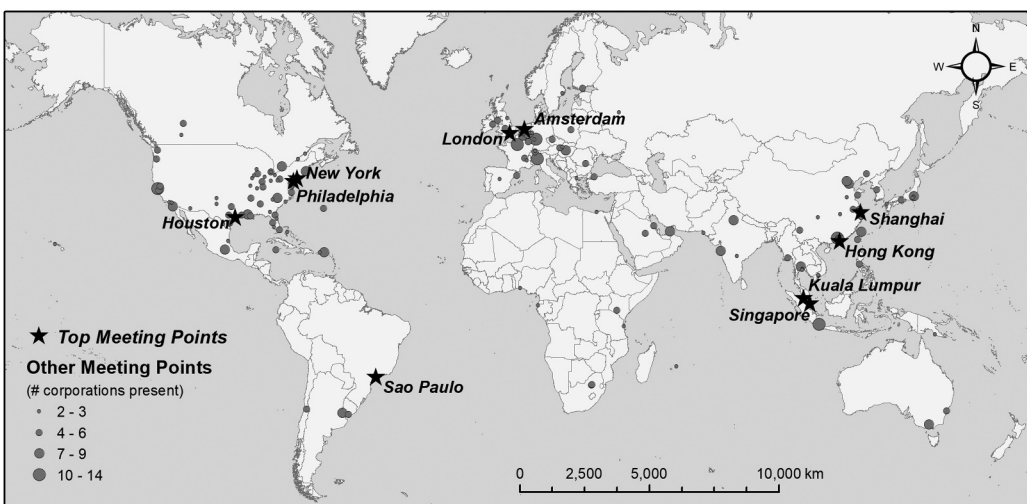 N
W E
S
Amsterdam
London
New York
Philadelphia
Houston
Shanghai
Hong Kong
Kuala Lumpur
Singapore
Sao Paulo
Top Meeting Points
Other Meeting Points
(# corporations present)
2 - 3
4 - 6
7 - 9
10 - 14
0 2,500 5,000 10,000 km